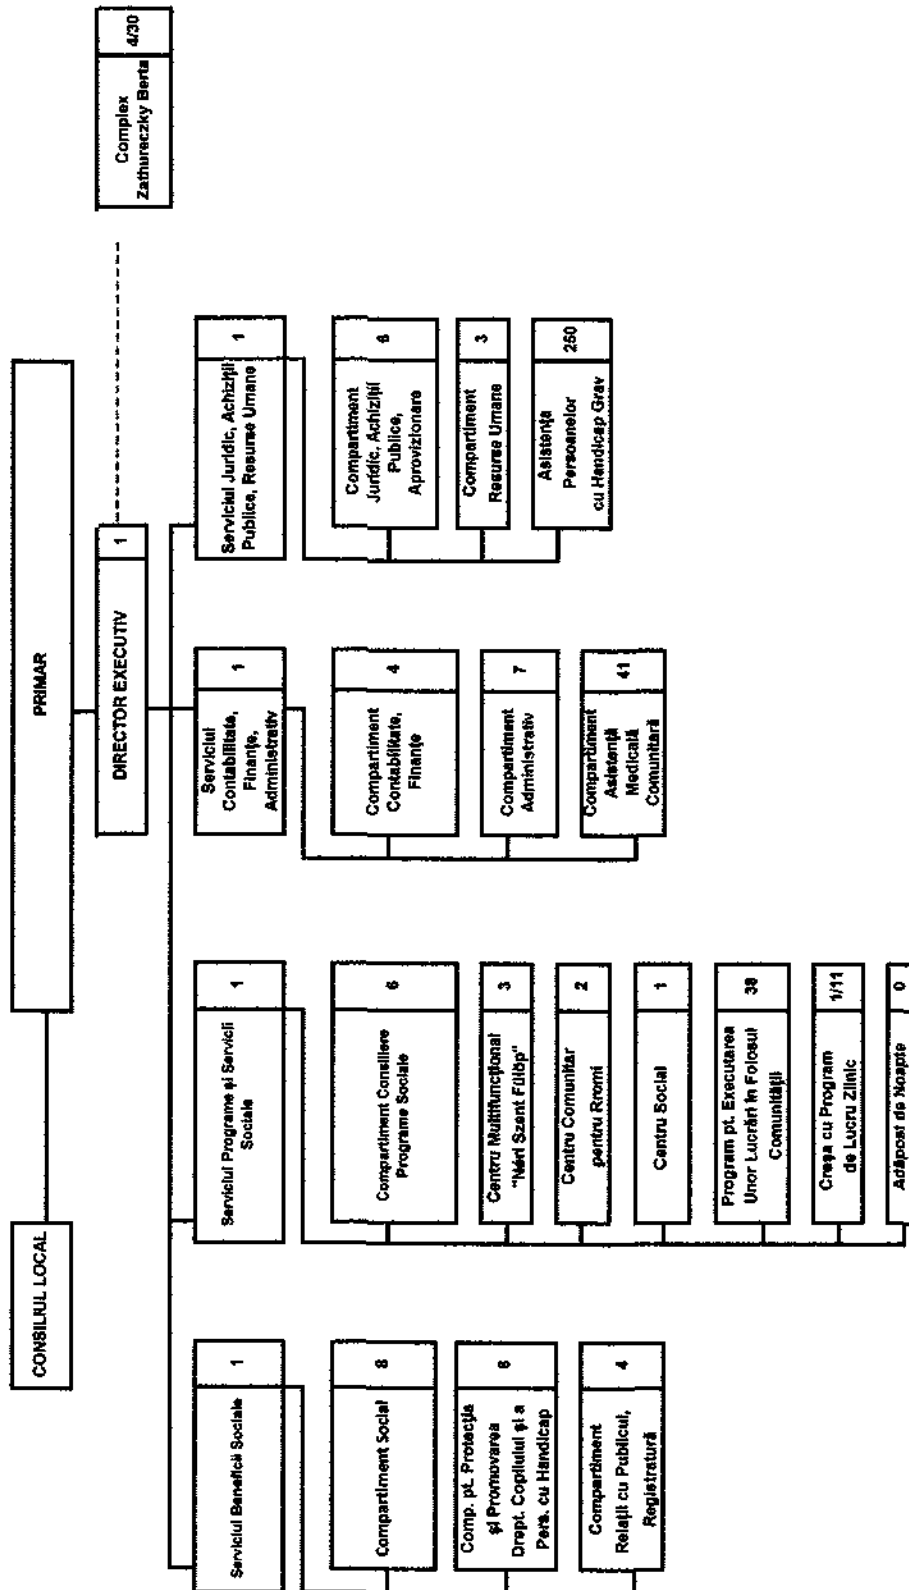 CONSILIUL LOCAL
PRIMAR
DIRECTOR EXECUTIV
1
Complex
Zathureczky Berta
4/30
Serviciul Beneficii Sociale
1
Compartiment Social
8
Comp. pt. Protecţia
şi Promovarea
Drept. Copilului şi a
Pers. cu Handicap
6
Compartiment
Relaţii cu Publicul,
Registratură
4
Serviciul Programe şi Servicii
Sociale
1
Compartiment Consiliere
Programe Sociale
6
Centru Multifuncţional
"Néri Szent Fülöp"
3
Centru Comunitar
pentru Rromi
2
Centru Social
1
Program pt. Executarea
Unor Lucrări în Folosul
Comunităţii
38
Creşa cu Program
de Lucru Zilnic
1/11
Adăpost de Noapte
0
Serviciul
Contabilitate,
Finanţe,
Administrativ
1
Compartiment
Contabilitate,
Finanţe
4
Compartiment
Administrativ
7
Compartiment
Asistenţă
Medicală
Comunitară
41
Serviciul Juridic, Achiziţii
Publice, Resurse Umane
1
Compartiment
Juridic, Achiziţii
Publice,
Aprovizionare
6
Compartiment
Resurse Umane
3
Asistenţa
Persoanelor
cu Handicap Grav
250